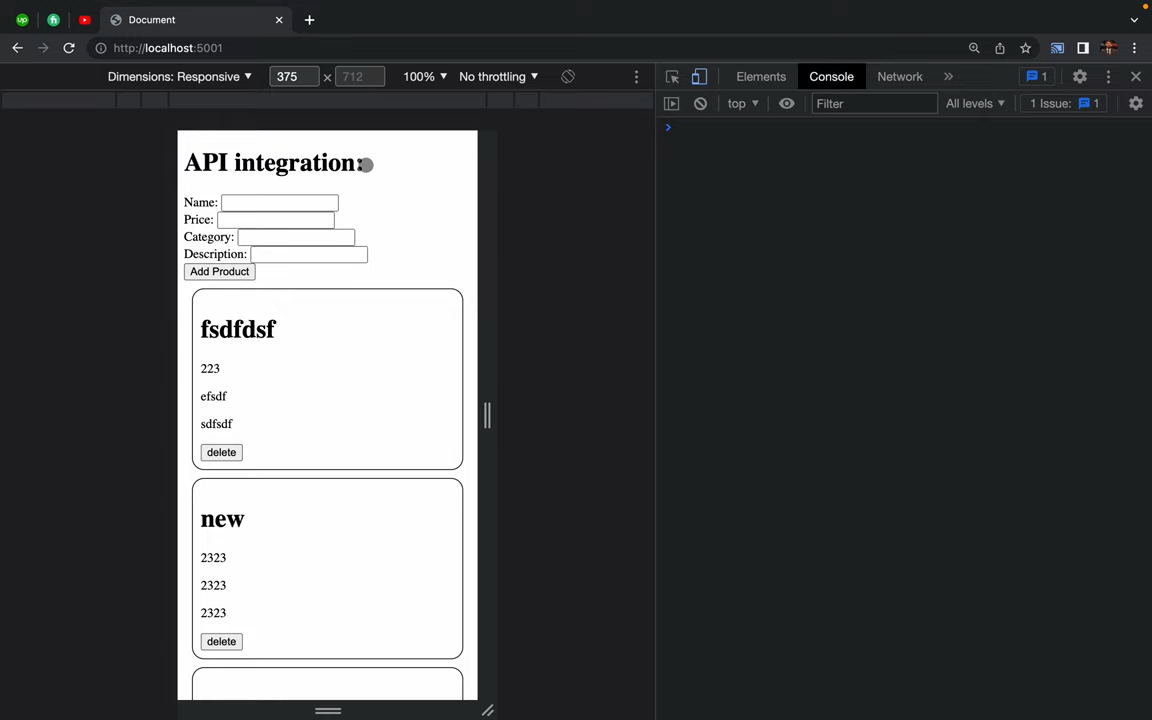 up
Document
http://localhost:5001
Dimensions: Responsive 375 × 712 100% No throttling
Elements Console Network 1
top Filter All levels 1 Issue: 1
API integration:
Name:
Price:
Category:
Description:
Add Product
fsdfdsf
223
efsdf
sdfsdf
delete
new
2323
2323
2323
delete